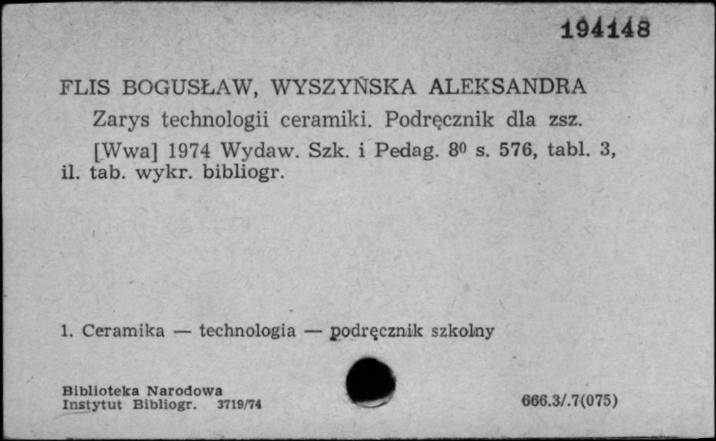 194148
FLIS BOGUSŁAW, WYSZYŃSKA ALEKSANDRA
Zarys technologii ceramiki. Podręcznik dla zsz.
[Wwa] 1974 Wydaw. Szk. i Pedag. 8⁰ s. 576, tabl. 3,
il. tab. wykr. bibliogr.
1. Ceramika — technologia — podręcznik szkolny
Biblioteka Narodowa
Instytut Bibliogr. 3719/74
666.3/.7(075)